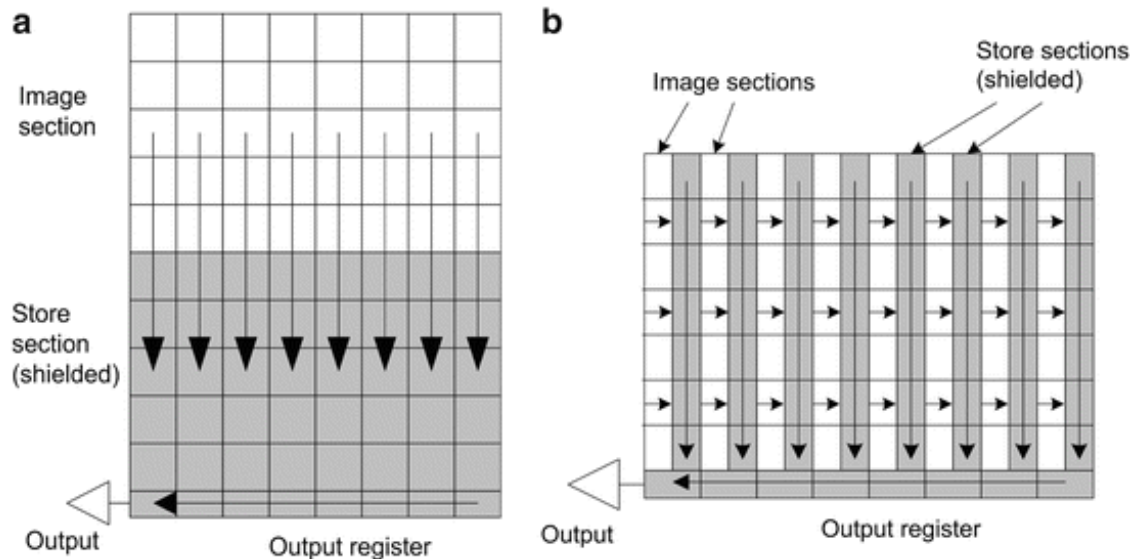 a
Image
section
Store
section
(shielded)
Output
Output register
b
Image sections
Store sections
(shielded)
Output
Output register